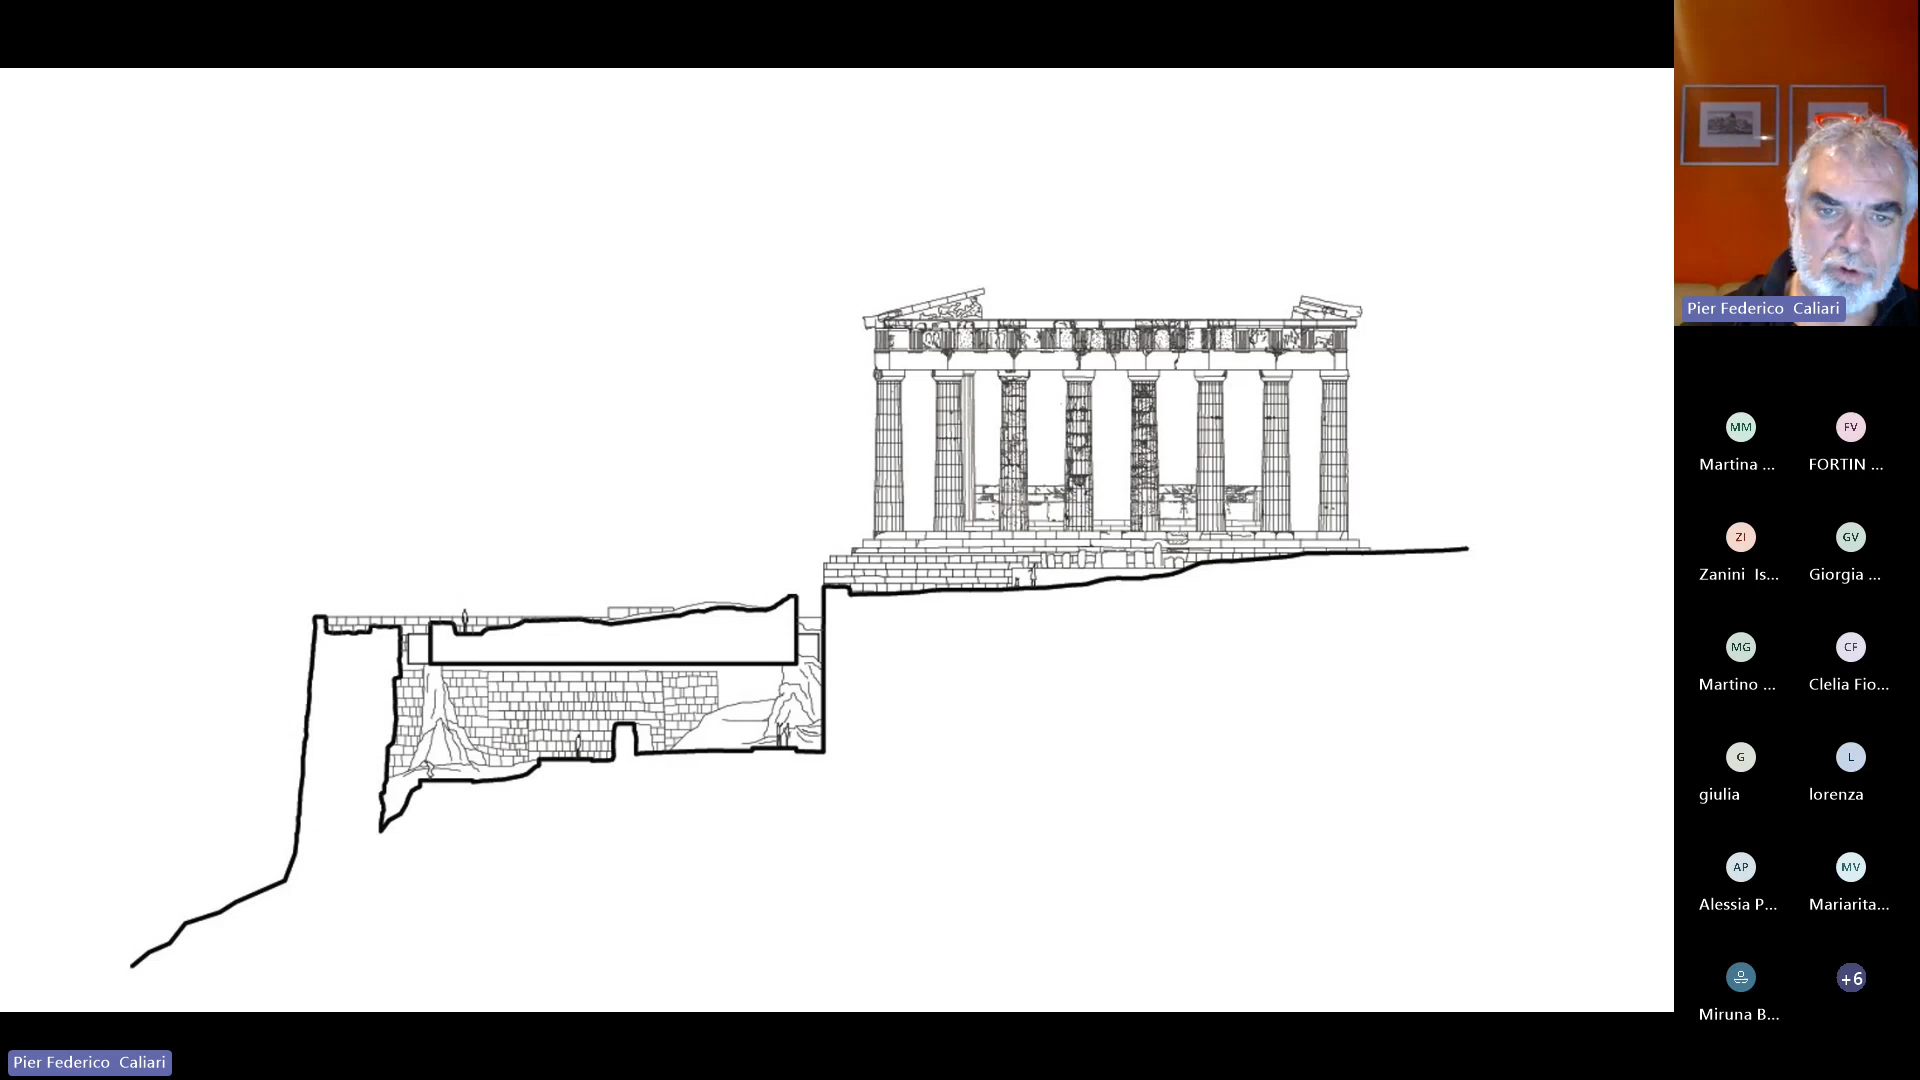 Pier Federico Caliari
MM
FV
Martina ...
FORTIN ...
ZI
GV
Zanini Is...
Giorgia ...
MG
CF
Martino ...
Clelia Fio...
G
L
giulia
lorenza
AP
MV
Alessia P...
Mariarita...
+6
Miruna B...
Pier Federico Caliari